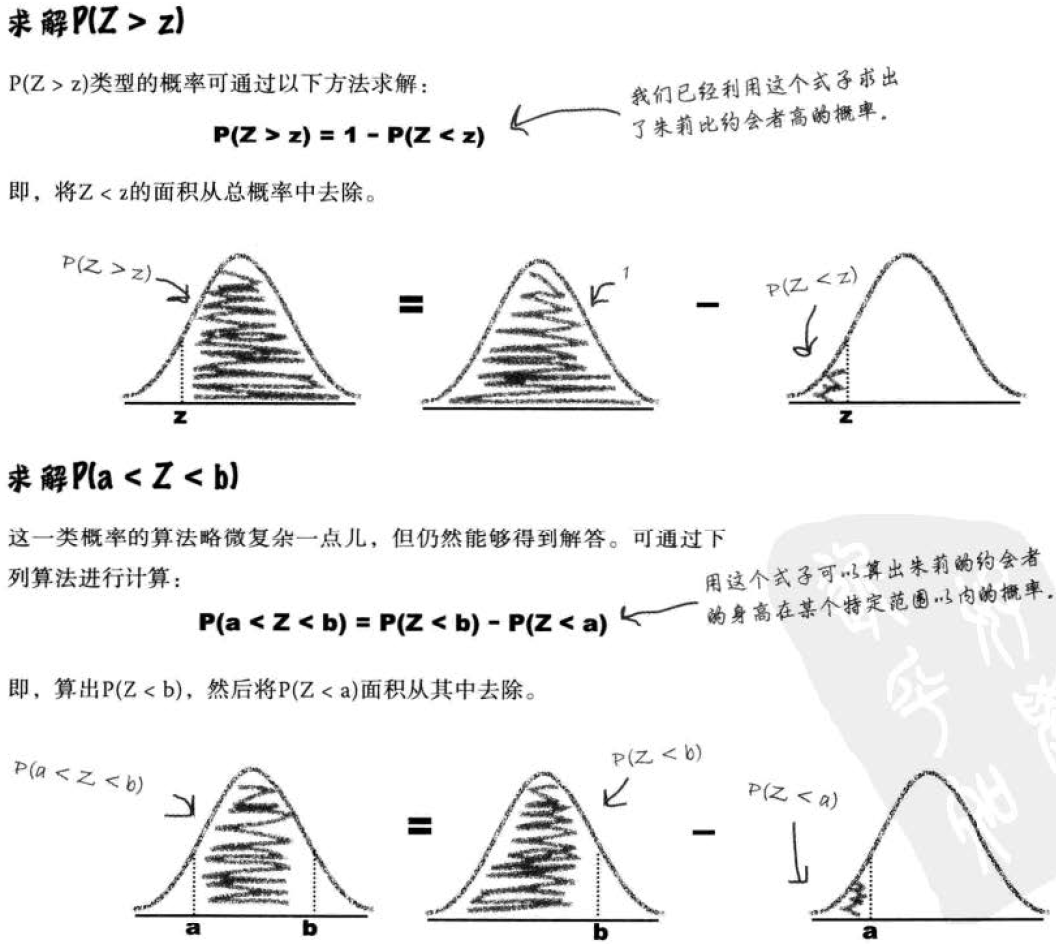 求解P(Z > z)
P(Z > z)类型的概率可通过以下方法求解：
P(Z > z) = 1 - P(Z < z)
我们已经利用这个式子求出
了朱莉比约会者高的概率。
即，将Z < z的面积从总概率中去除。
P(Z > z)
z
=
1
-
P(Z < z)
z
求解P(a < Z < b)
这一类概率的算法略微复杂一点儿，但仍然能够得到解答。可通过下
列算法进行计算：
P(a < Z < b) = P(Z < b) - P(Z < a)
用这个式子可以算出朱莉的约会者
的身高在某个特定范围以内的概率。
即，算出P(Z < b)，然后将P(Z < a)面积从其中去除。
P(a < Z < b)
a b
=
P(Z < b)
b
-
P(Z < a)
a